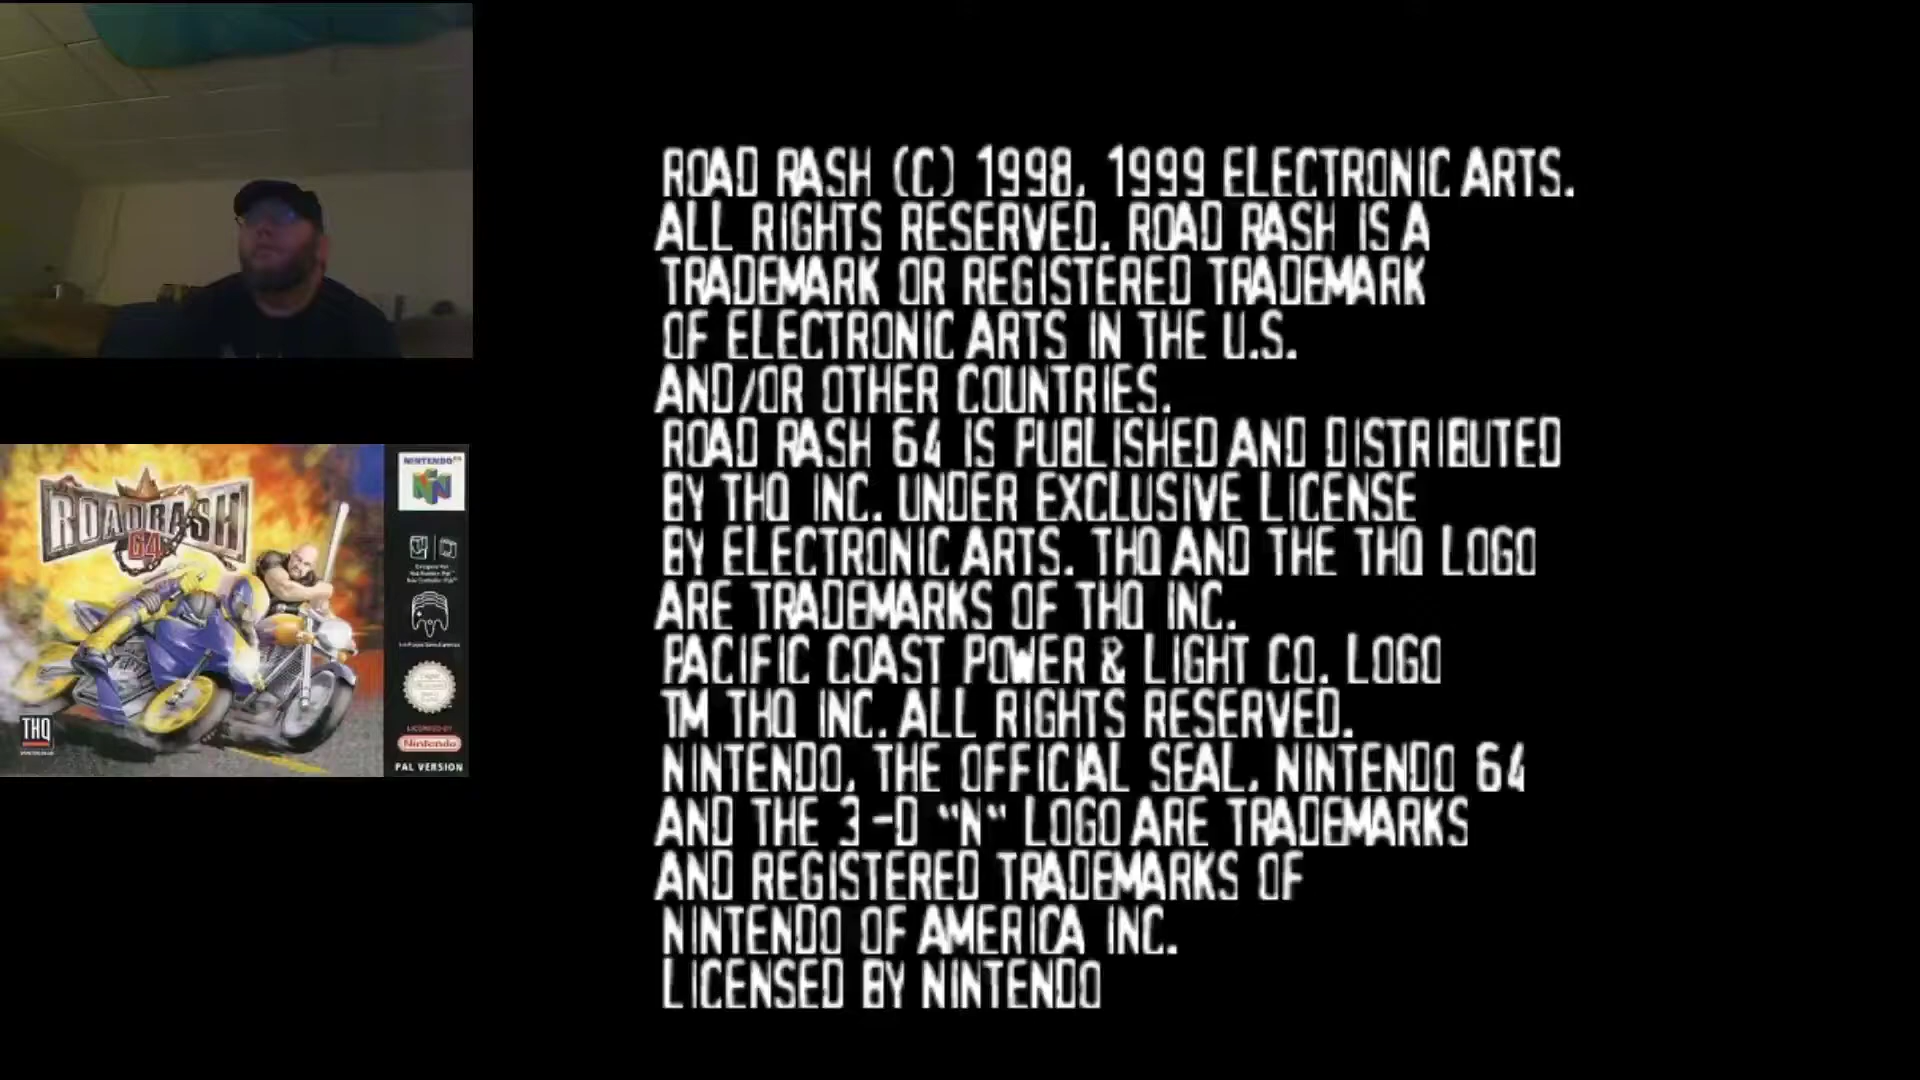 ROAD RASH (C) 1998, 1999 ELECTRONIC ARTS.
ALL RIGHTS RESERVED. ROAD RASH IS A
TRADEMARK OR REGISTERED TRADEMARK
OF ELECTRONIC ARTS IN THE U.S.
AND/OR OTHER COUNTRIES.
ROAD RASH 64 IS PUBLISHED AND DISTRIBUTED
BY THQ INC. UNDER EXCLUSIVE LICENSE
BY ELECTRONIC ARTS. THQ AND THE THQ LOGO
ARE TRADEMARKS OF THQ INC.
PACIFIC COAST POWER & LIGHT CO. LOGO
TM THQ INC. ALL RIGHTS RESERVED.
NINTENDO, THE OFFICIAL SEAL, NINTENDO 64
AND THE 3-D "N" LOGO ARE TRADEMARKS
AND REGISTERED TRADEMARKS OF
NINTENDO OF AMERICA INC.
LICENSED BY NINTENDO
ROAD RASH
64
THQ
NINTENDO
LICENSED BY
Nintendo
PAL VERSION